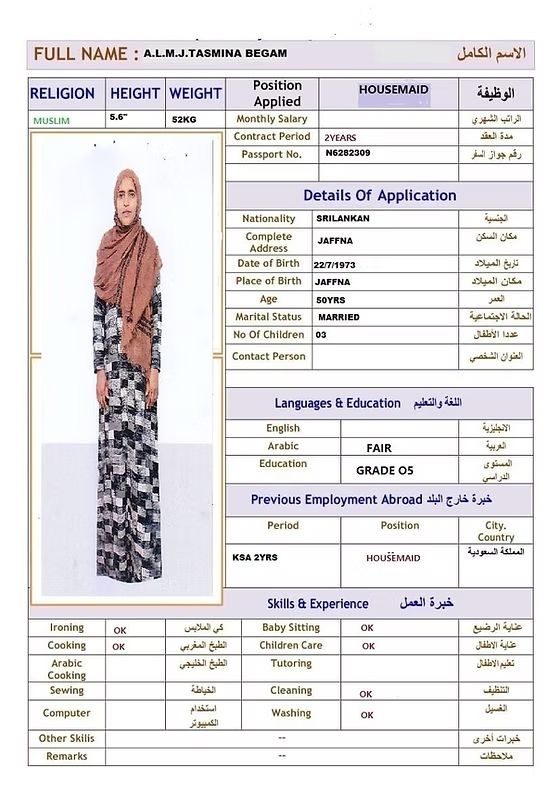 FULL NAME : A.L.M.J.TASMINA BEGAM الاسم الكامل
RELIGION HEIGHT WEIGHT Position Applied HOUSEMAID الوظيفة
MUSLIM 5.6" 52KG Monthly Salary الراتب الشهري
Contract Period 2YEARS مدة العقد
Passport No. N6282309 رقم جواز السفر
Details Of Application
Nationality SRILANKAN الجنسية
Complete Address JAFFNA مكان السكن
Date of Birth 22/7/1973 تاريخ الميلاد
Place of Birth JAFFNA مكان الميلاد
Age 50YRS العمر
Marital Status MARRIED الحالة الاجتماعية
No Of Children 03 عددا الأطفال
Contact Person العنوان الشخصي
Languages & Education اللغة والتعليم
English الانجليزية
Arabic FAIR العربية
Education GRADE O5 المستوى الدراسي
Previous Employment Abroad خبرة خارج البلد
Period Position City. Country
KSA 2YRS HOUSEMAID المملكة السعودية
Skills & Experience خبرة العمل
Ironing OK كي الملابس Baby Sitting OK عناية الرضيع
Cooking OK الطبخ المغربي Children Care OK عناية الاطفال
Arabic Cooking الطبخ الخليجي Tutoring تعليم الاطفال
Sewing الخياطة Cleaning OK التنظيف
Computer استخدام الكمبيوتر Washing OK الغسيل
Other Skills -- خبرات أخرى
Remarks -- ملاحظات